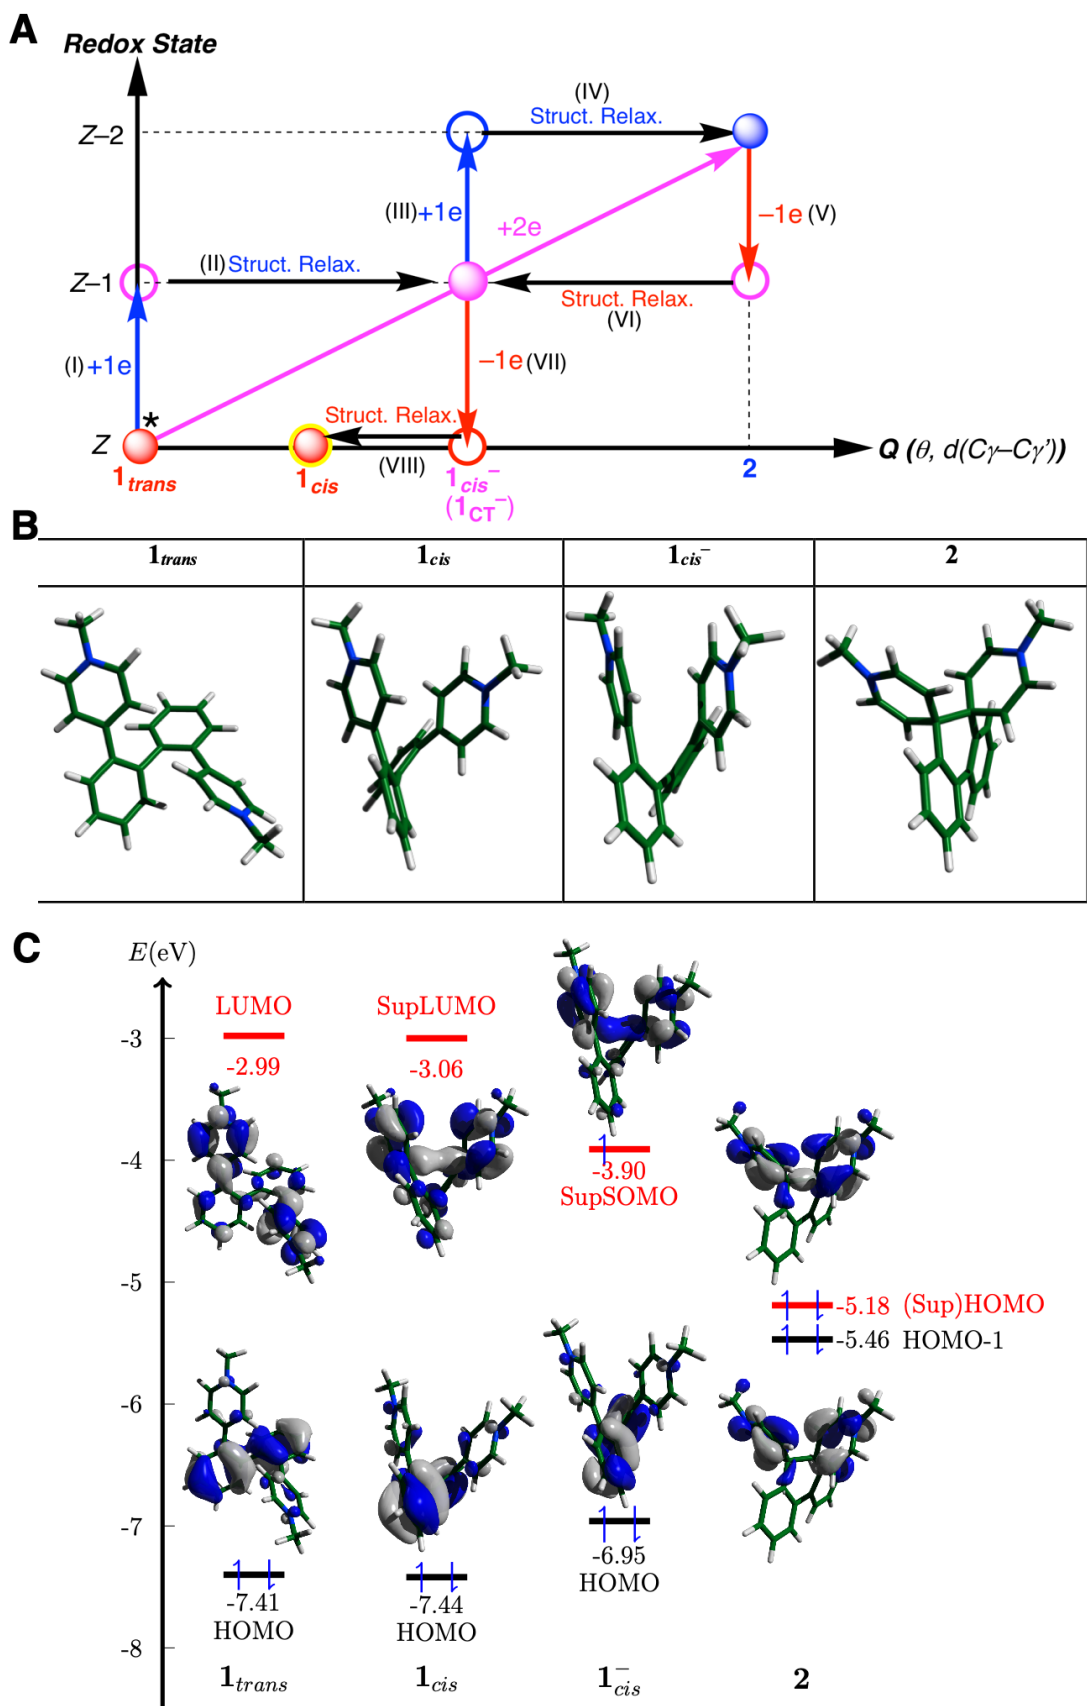 A
Redox State
(IV)
Struct. Relax.
Z−2
(III) +1e
+2e
−1e (V)
(II) Struct. Relax.
Z−1
Struct. Relax.
(VI)
(I) +1e
−1e (VII)
*
Struct. Relax.
Z
(VIII)
Q (θ, d(Cγ–Cγ'))
1trans
1cis
1cis−
(1CT−)
2
B
1trans 1cis 1cis− 2
C
E(eV)
LUMO
SupLUMO
-3
-2.99
-3.06
-4
-3.90
SupSOMO
-5
-5.18 (Sup)HOMO
-5.46 HOMO-1
-6
-7
-6.95
HOMO
-7.41
HOMO
-7.44
HOMO
-8
1trans 1cis 1cis− 2